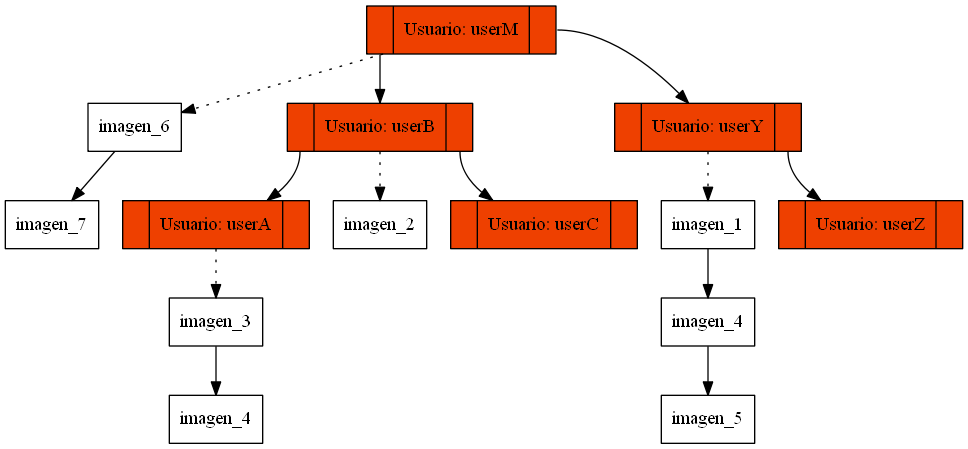 Usuario: userM
imagen_6
Usuario: userB
Usuario: userY
imagen_7
Usuario: userA
imagen_2
Usuario: userC
imagen_1
Usuario: userZ
imagen_3
imagen_4
imagen_4
imagen_5